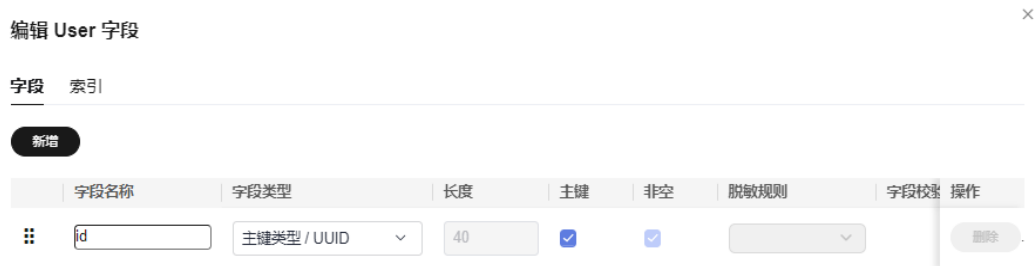 编辑 User 字段
字段 索引
新增
字段名称 字段类型 长度 主键 非空 脱敏规则 字段校验 操作
id 主键类型 / UUID 40 删除